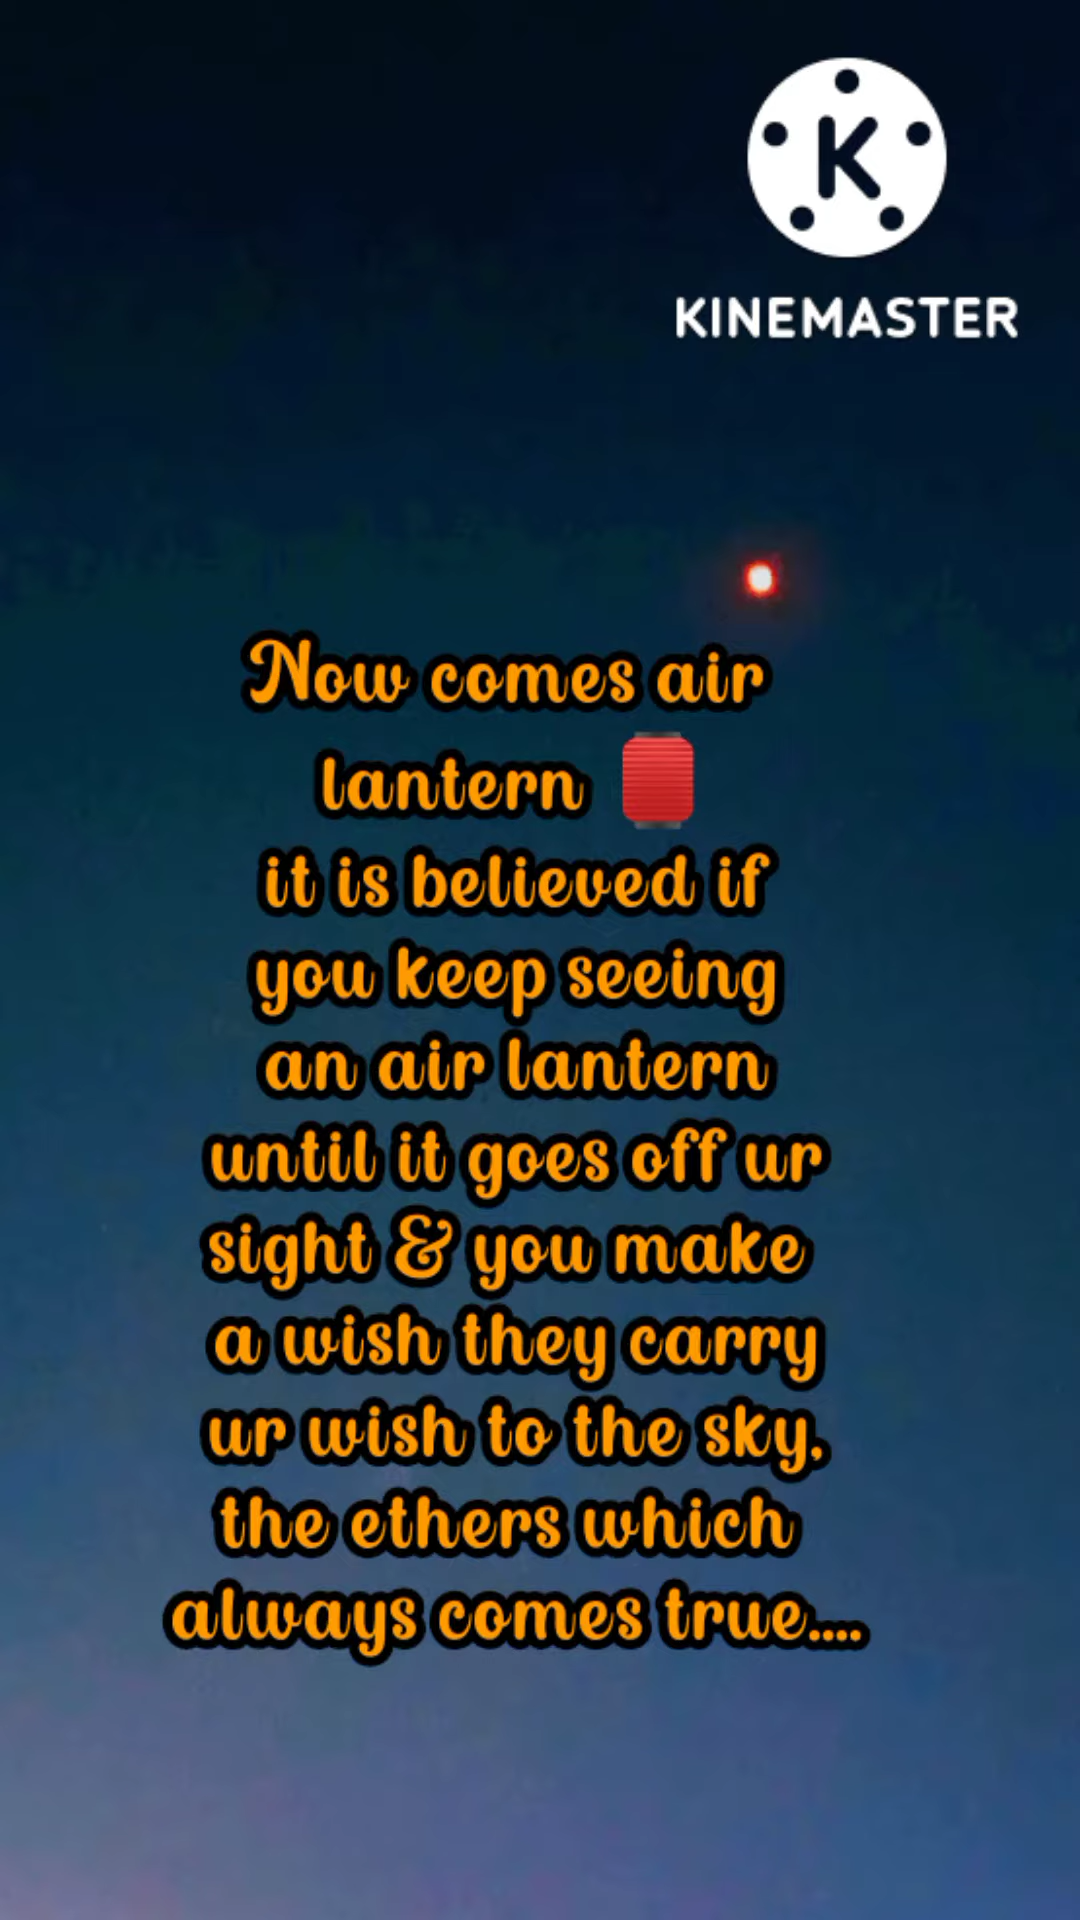 K
KINEMASTER
Now comes air
lantern 🏮
it is believed if
you keep seeing
an air lantern
until it goes off ur
sight & you make
a wish they carry
ur wish to the sky,
the ethers which
always comes true....